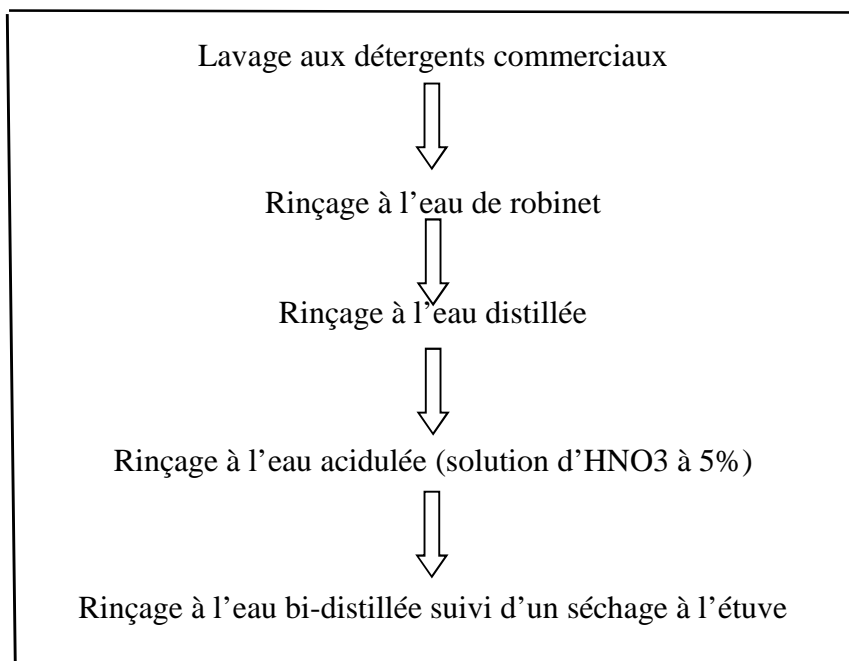 Lavage aux détergents commerciaux
Rinçage à l’eau de robinet
Rinçage à l’eau distillée
Rinçage à l’eau acidulée (solution d’HNO3 à 5%)
Rinçage à l’eau bi-distillée suivi d’un séchage à l’étuve